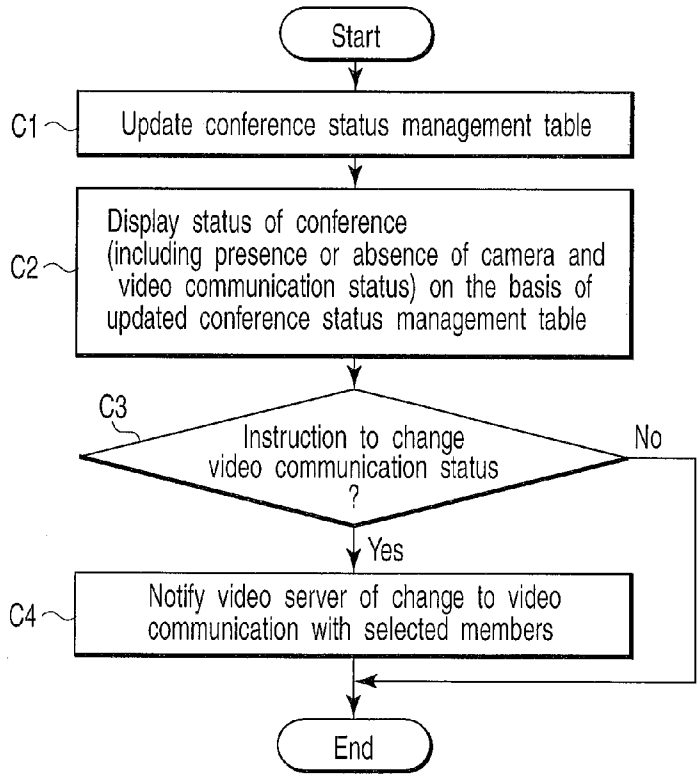 Start
C1
Update conference status management table
C2
Display status of conference
(including presence or absence of camera and
video communication status) on the basis of
updated conference status management table
C3
Instruction to change
video communication status
?
No
Yes
C4
Notify video server of change to video
communication with selected members
End